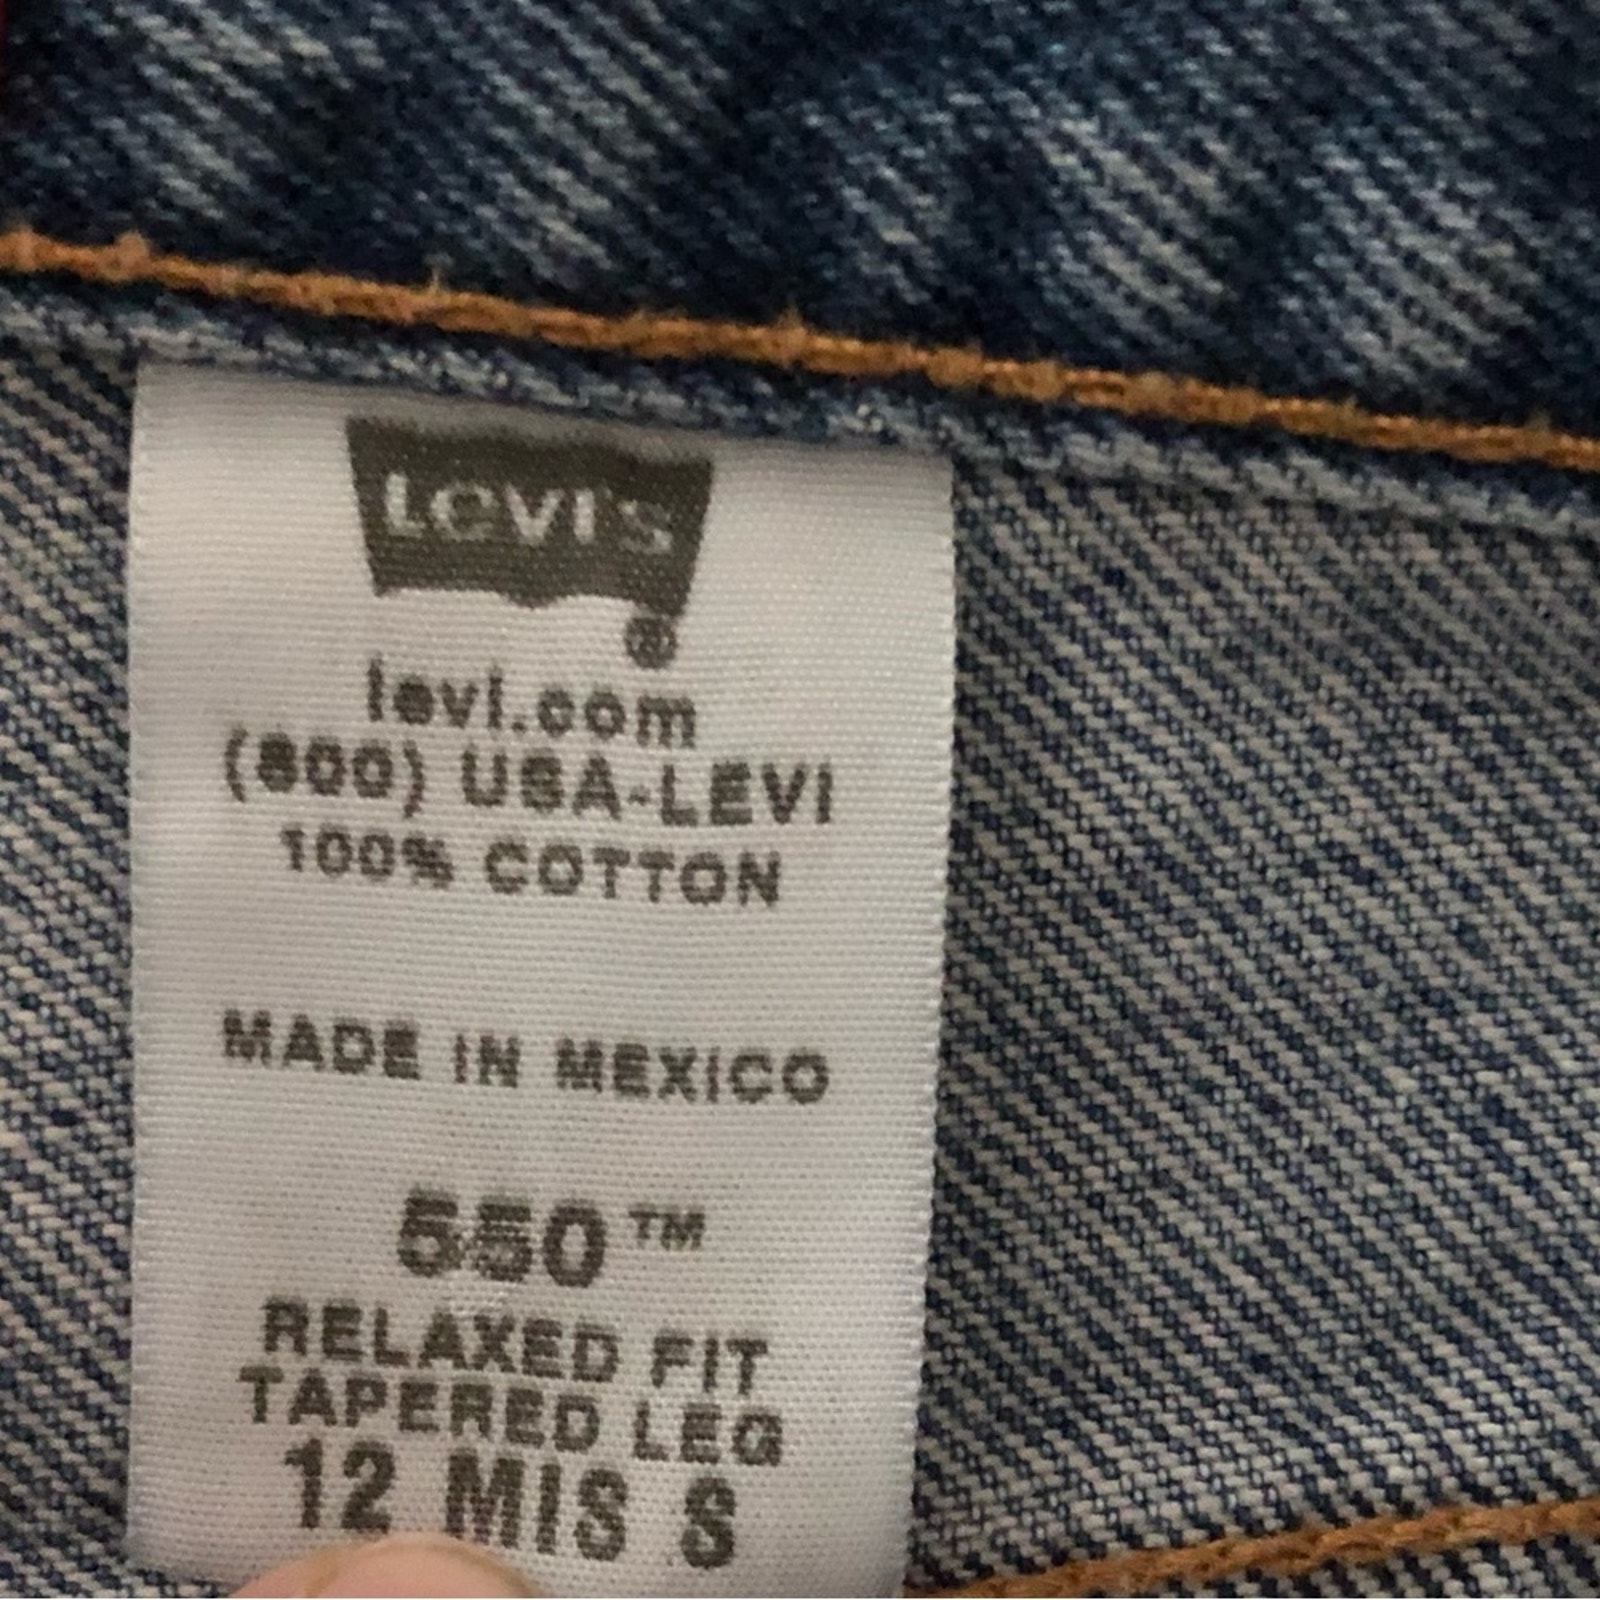 LEVI'S
®
levi.com
(800) USA-LEVI
100% COTTON
MADE IN MEXICO
550™
RELAXED FIT
TAPERED LEG
12 MIS S